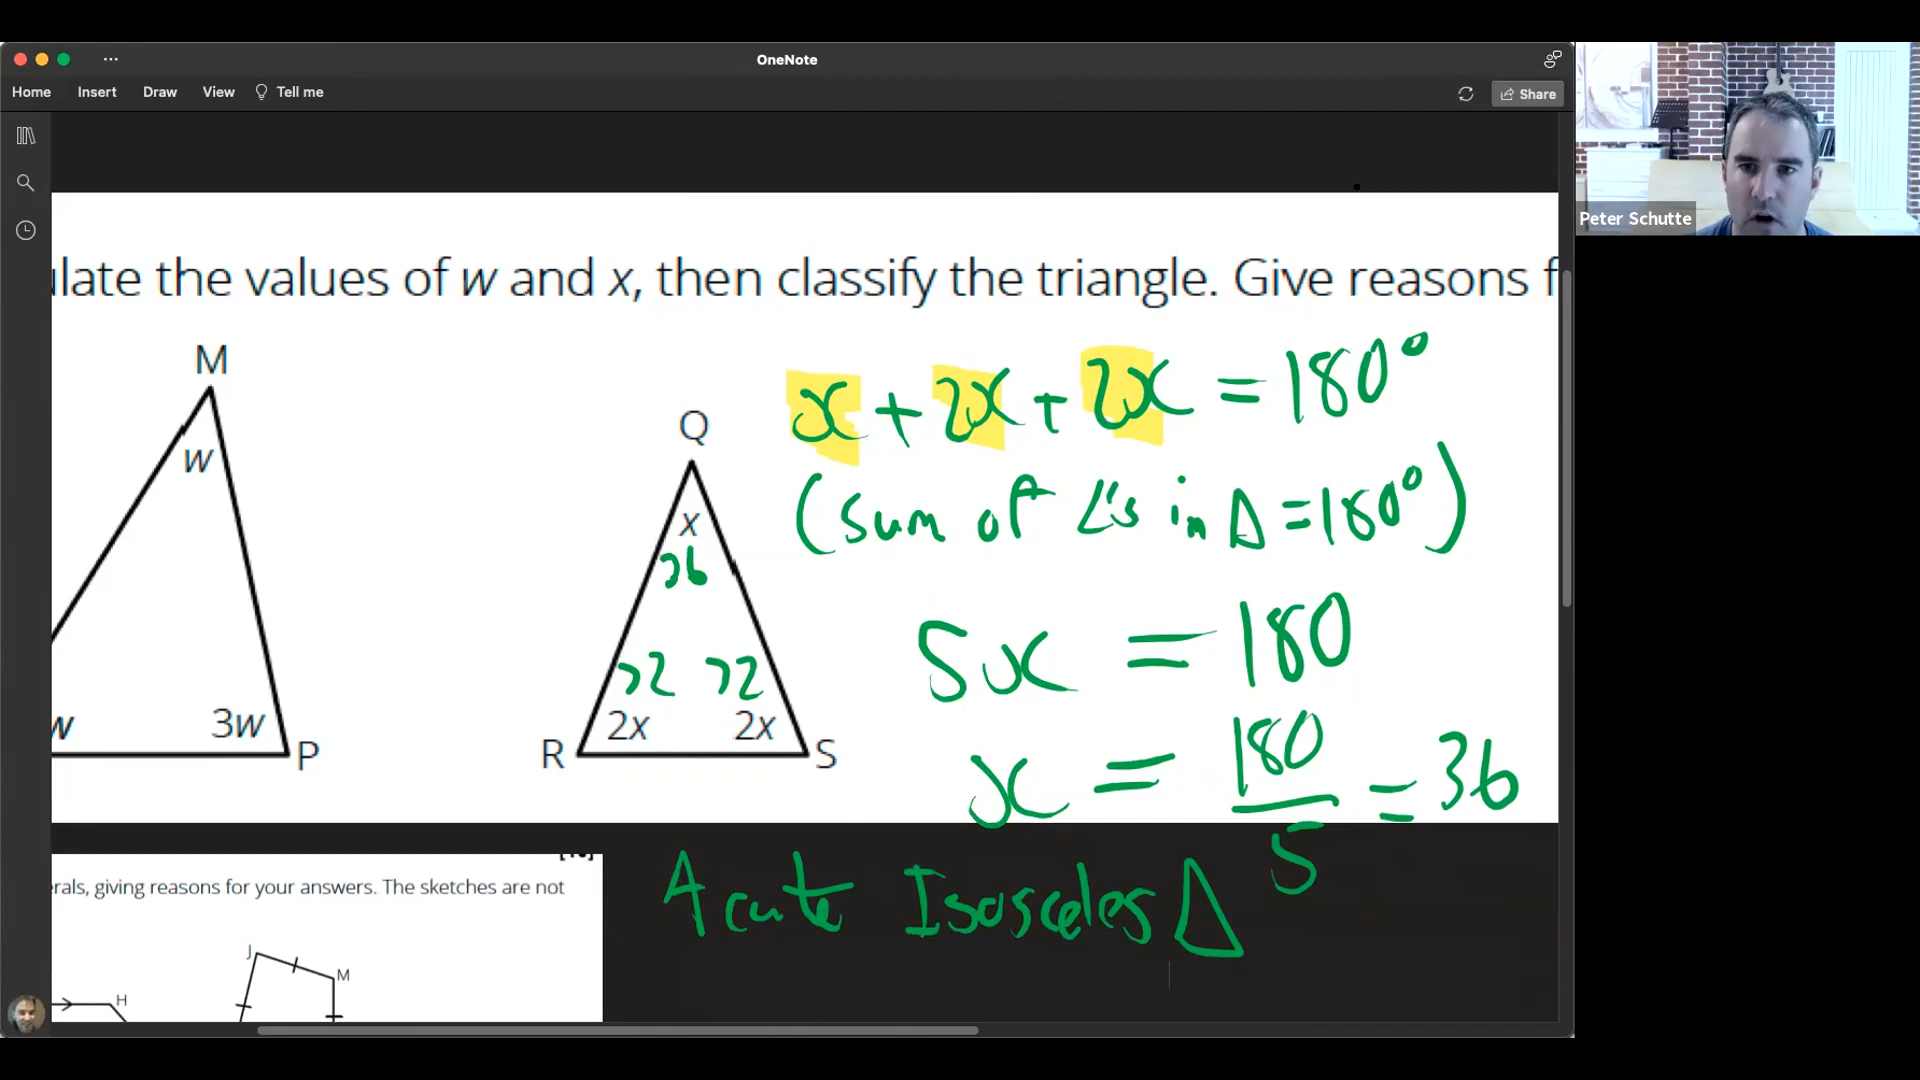 OneNote
Home Insert Draw View Tell me
Share
Peter Schutte
ulate the values of w and x, then classify the triangle. Give reasons f
M
w
w 3w
P
Q
x
36
72 72
2x 2x
R S
x + 2x + 2x = 180°
(Sum of ∠'s in Δ = 180°)
5x = 180
x = 180/5 = 36
Acute Isosceles Δ
erals, giving reasons for your answers. The sketches are not
J
M
H